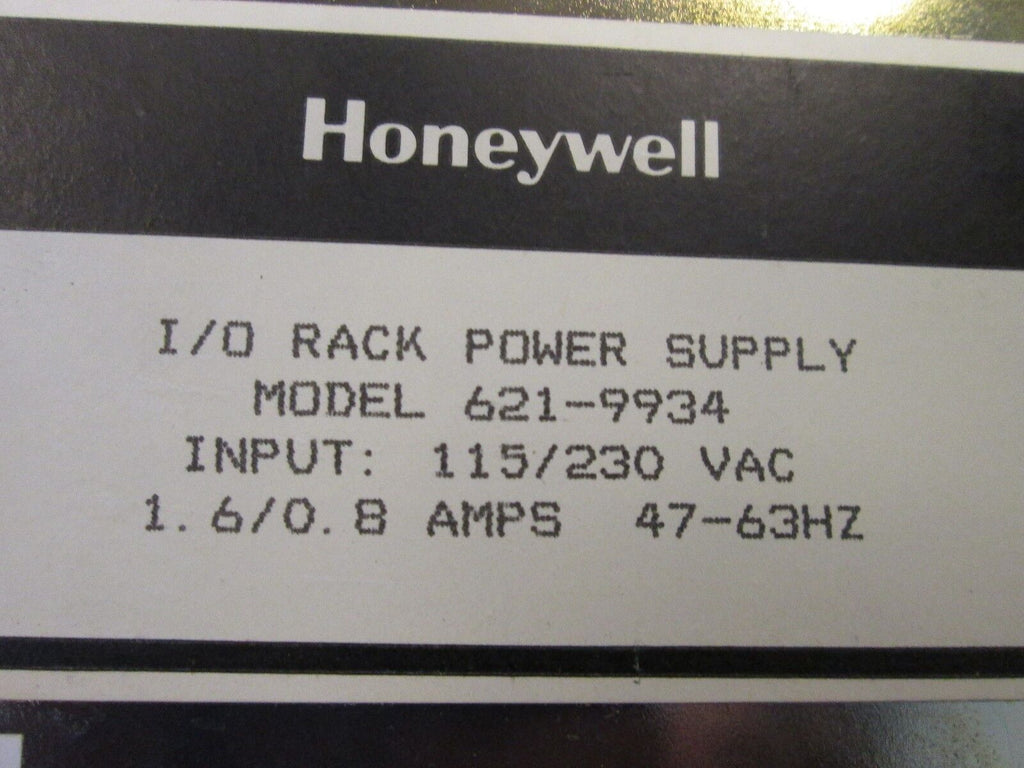 Honeywell
I/O RACK POWER SUPPLY
MODEL 621-9934
INPUT: 115/230 VAC
1.6/0.8 AMPS 47-63HZ